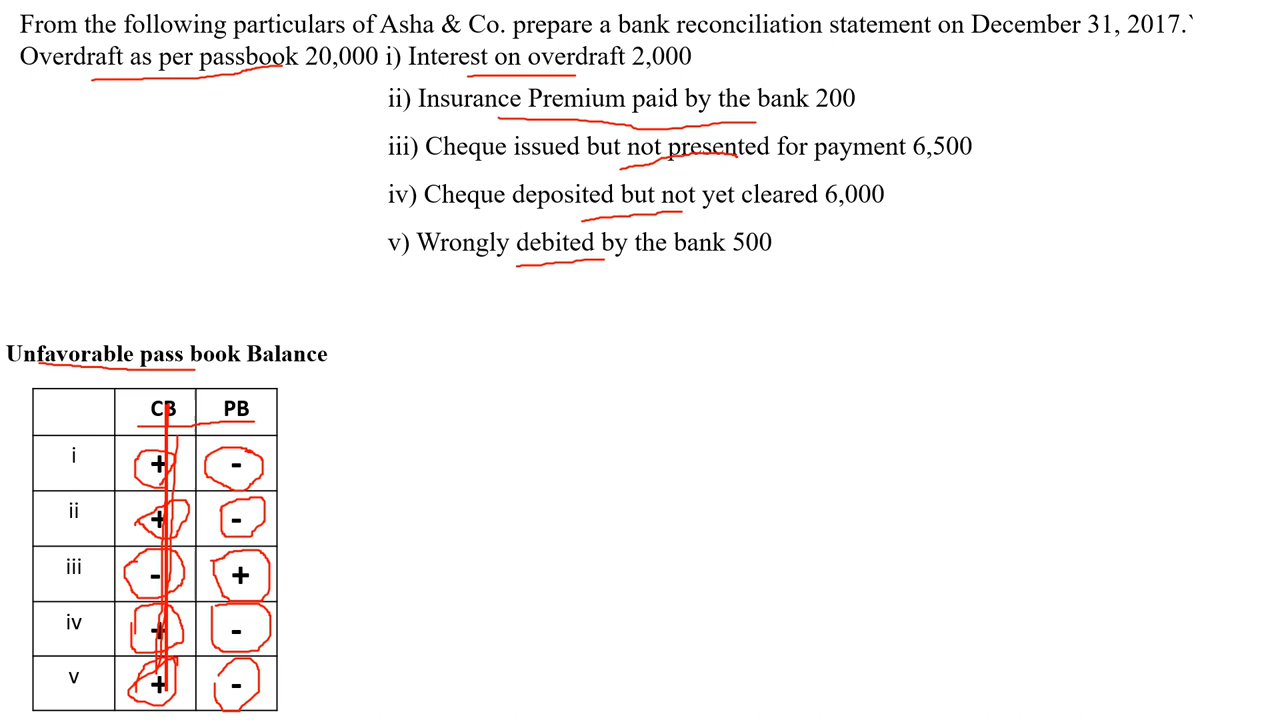 From the following particulars of Asha & Co. prepare a bank reconciliation statement on December 31, 2017.`
Overdraft as per passbook 20,000 i) Interest on overdraft 2,000
ii) Insurance Premium paid by the bank 200
iii) Cheque issued but not presented for payment 6,500
iv) Cheque deposited but not yet cleared 6,000
v) Wrongly debited by the bank 500
Unfavorable pass book Balance
CB PB
i + -
ii + -
iii - +
iv + -
v + -